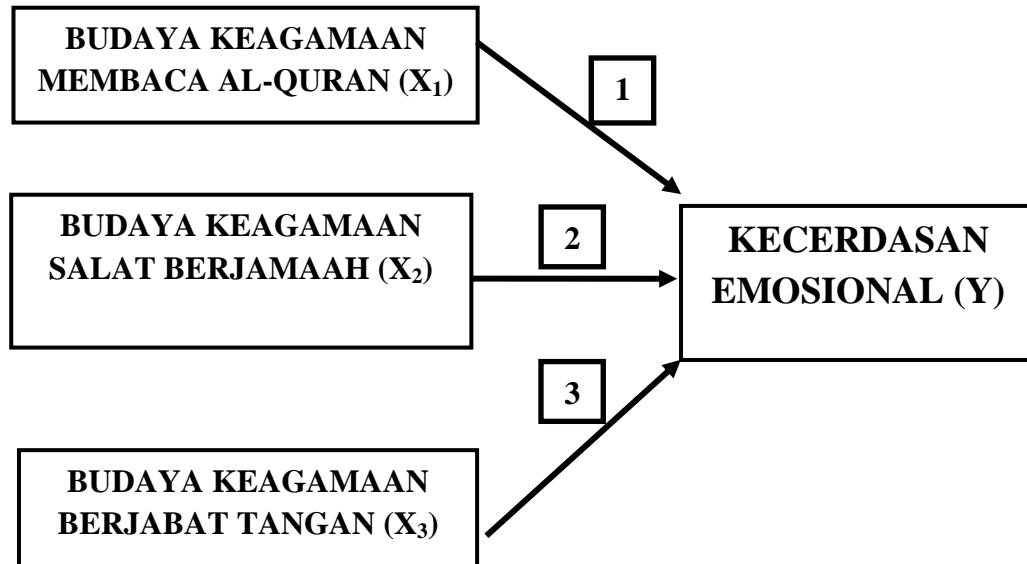 BUDAYA KEAGAMAAN
MEMBACA AL-QURAN (X₁)
1
BUDAYA KEAGAMAAN
SALAT BERJAMAAH (X₂)
2
KECERDASAN
EMOSIONAL (Y)
3
BUDAYA KEAGAMAAN
BERJABAT TANGAN (X₃)